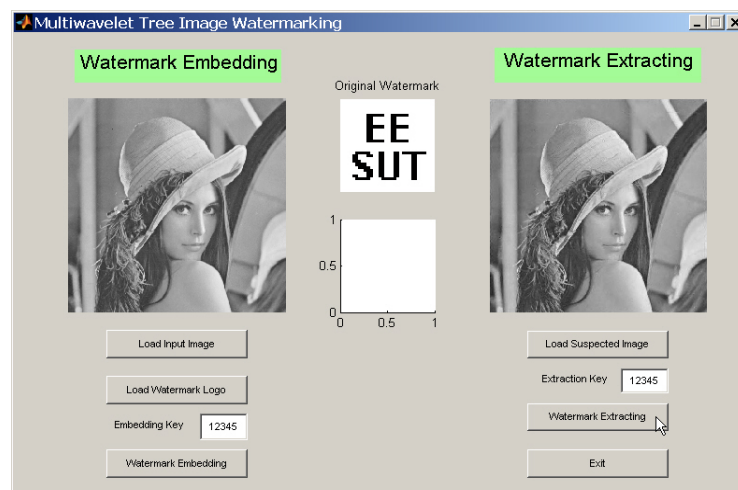 Multiwavelet Tree Image Watermarking
Watermark Embedding
Watermark Extracting
Original Watermark
EE
SUT
1
0.5
0
0 0.5 1
Load Input Image
Load Watermark Logo
Embedding Key 12345
Watermark Embedding
Load Suspected Image
Extraction Key 12345
Watermark Extracting
Exit